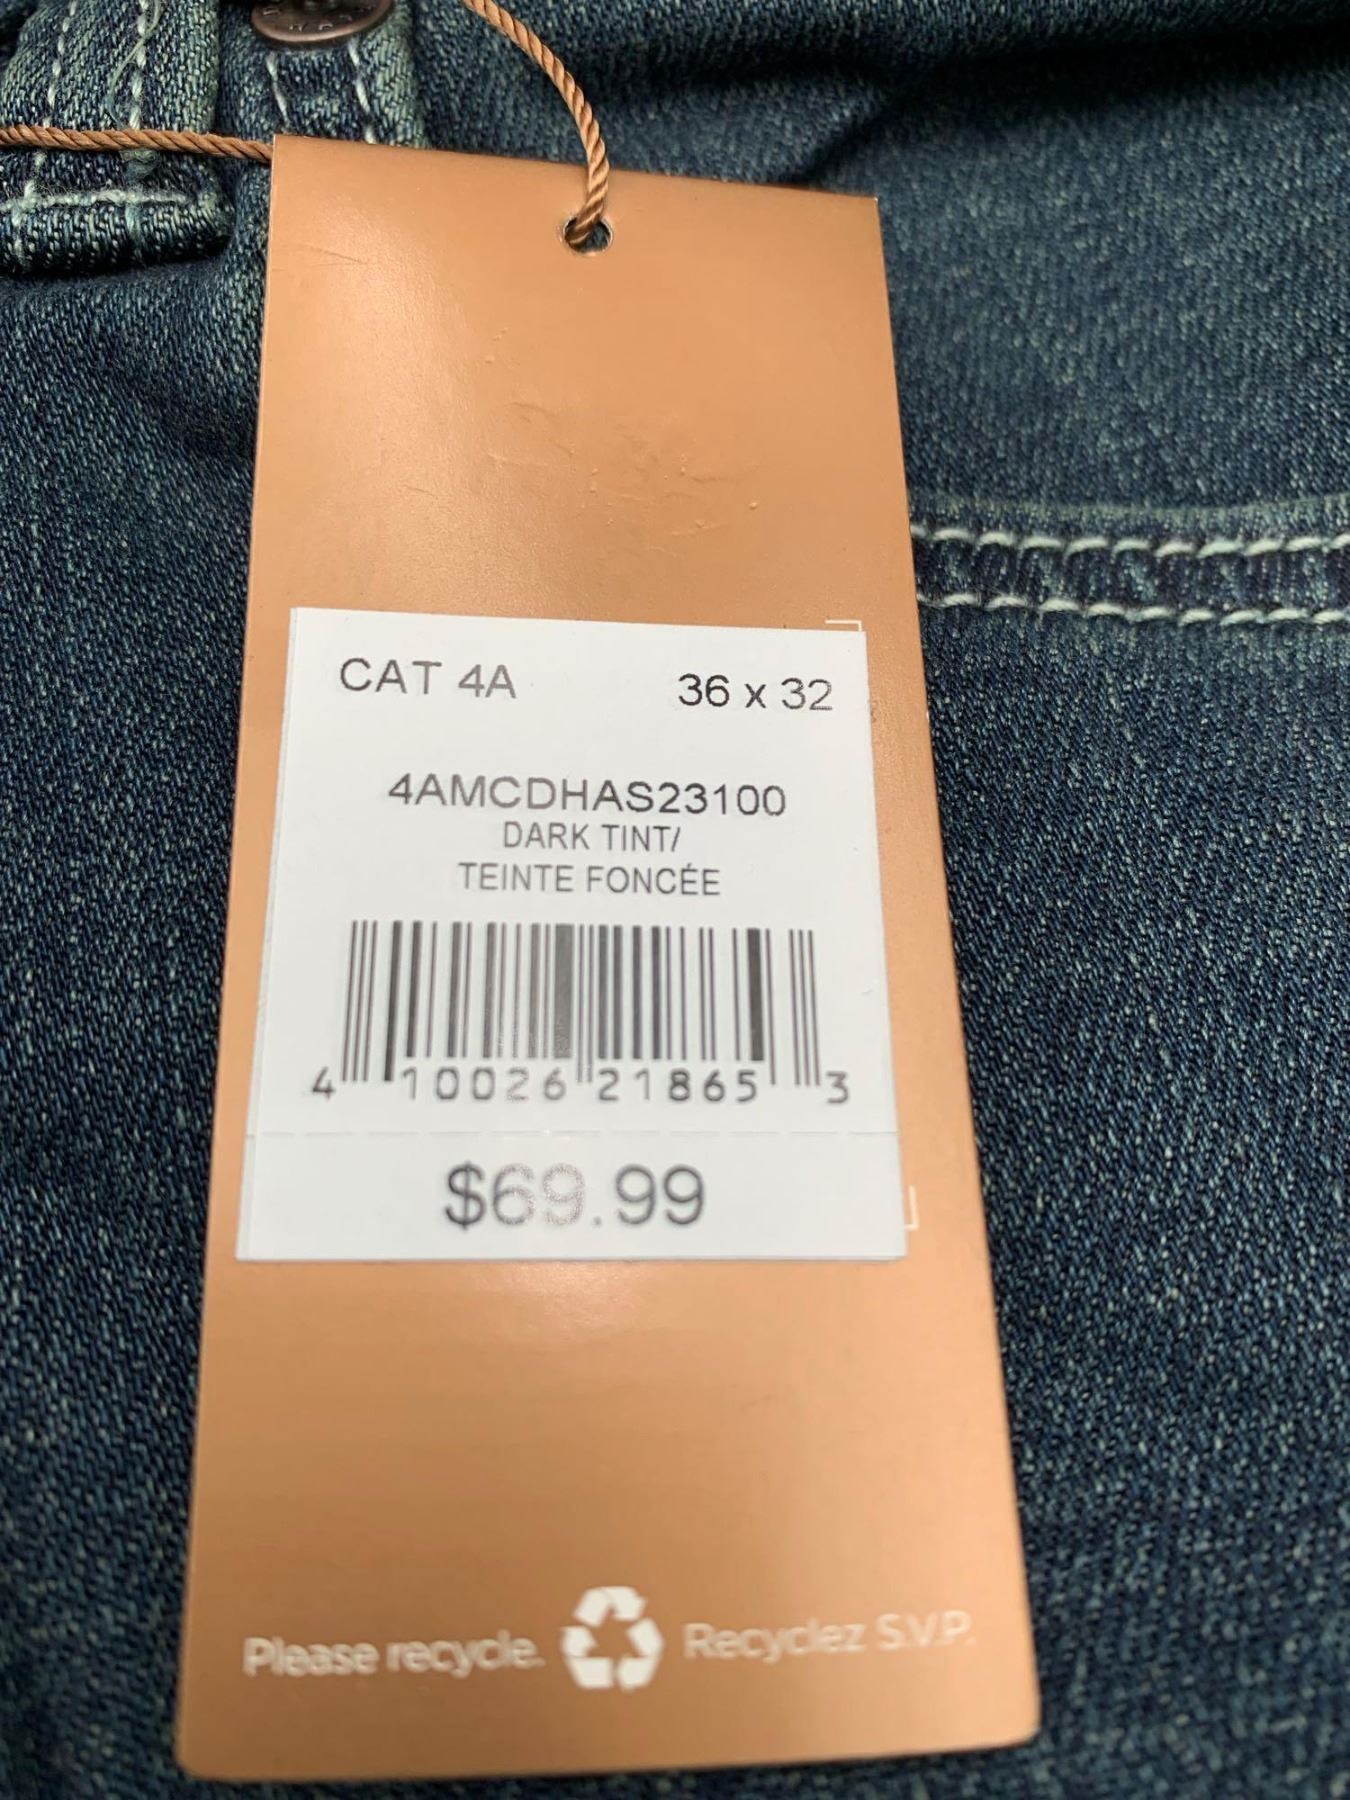 CAT 4A 36 x 32
4AMCDHAS23100
DARK TINT/
TEINTE FONCÉE
4 10026 21865 3
$69.99
Please recycle. Recyclez S.V.P.